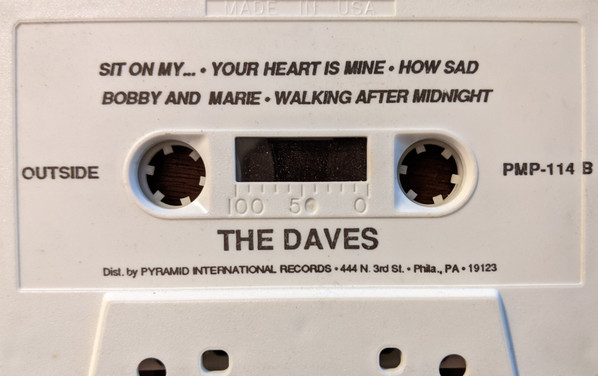 MADE IN USA
SIT ON MY... • YOUR HEART IS MINE • HOW SAD
BOBBY AND MARIE • WALKING AFTER MIDNIGHT
OUTSIDE
PMP-114 B
100 50 0
THE DAVES
Dist. by PYRAMID INTERNATIONAL RECORDS • 444 N. 3rd St. • Phila., PA • 19123